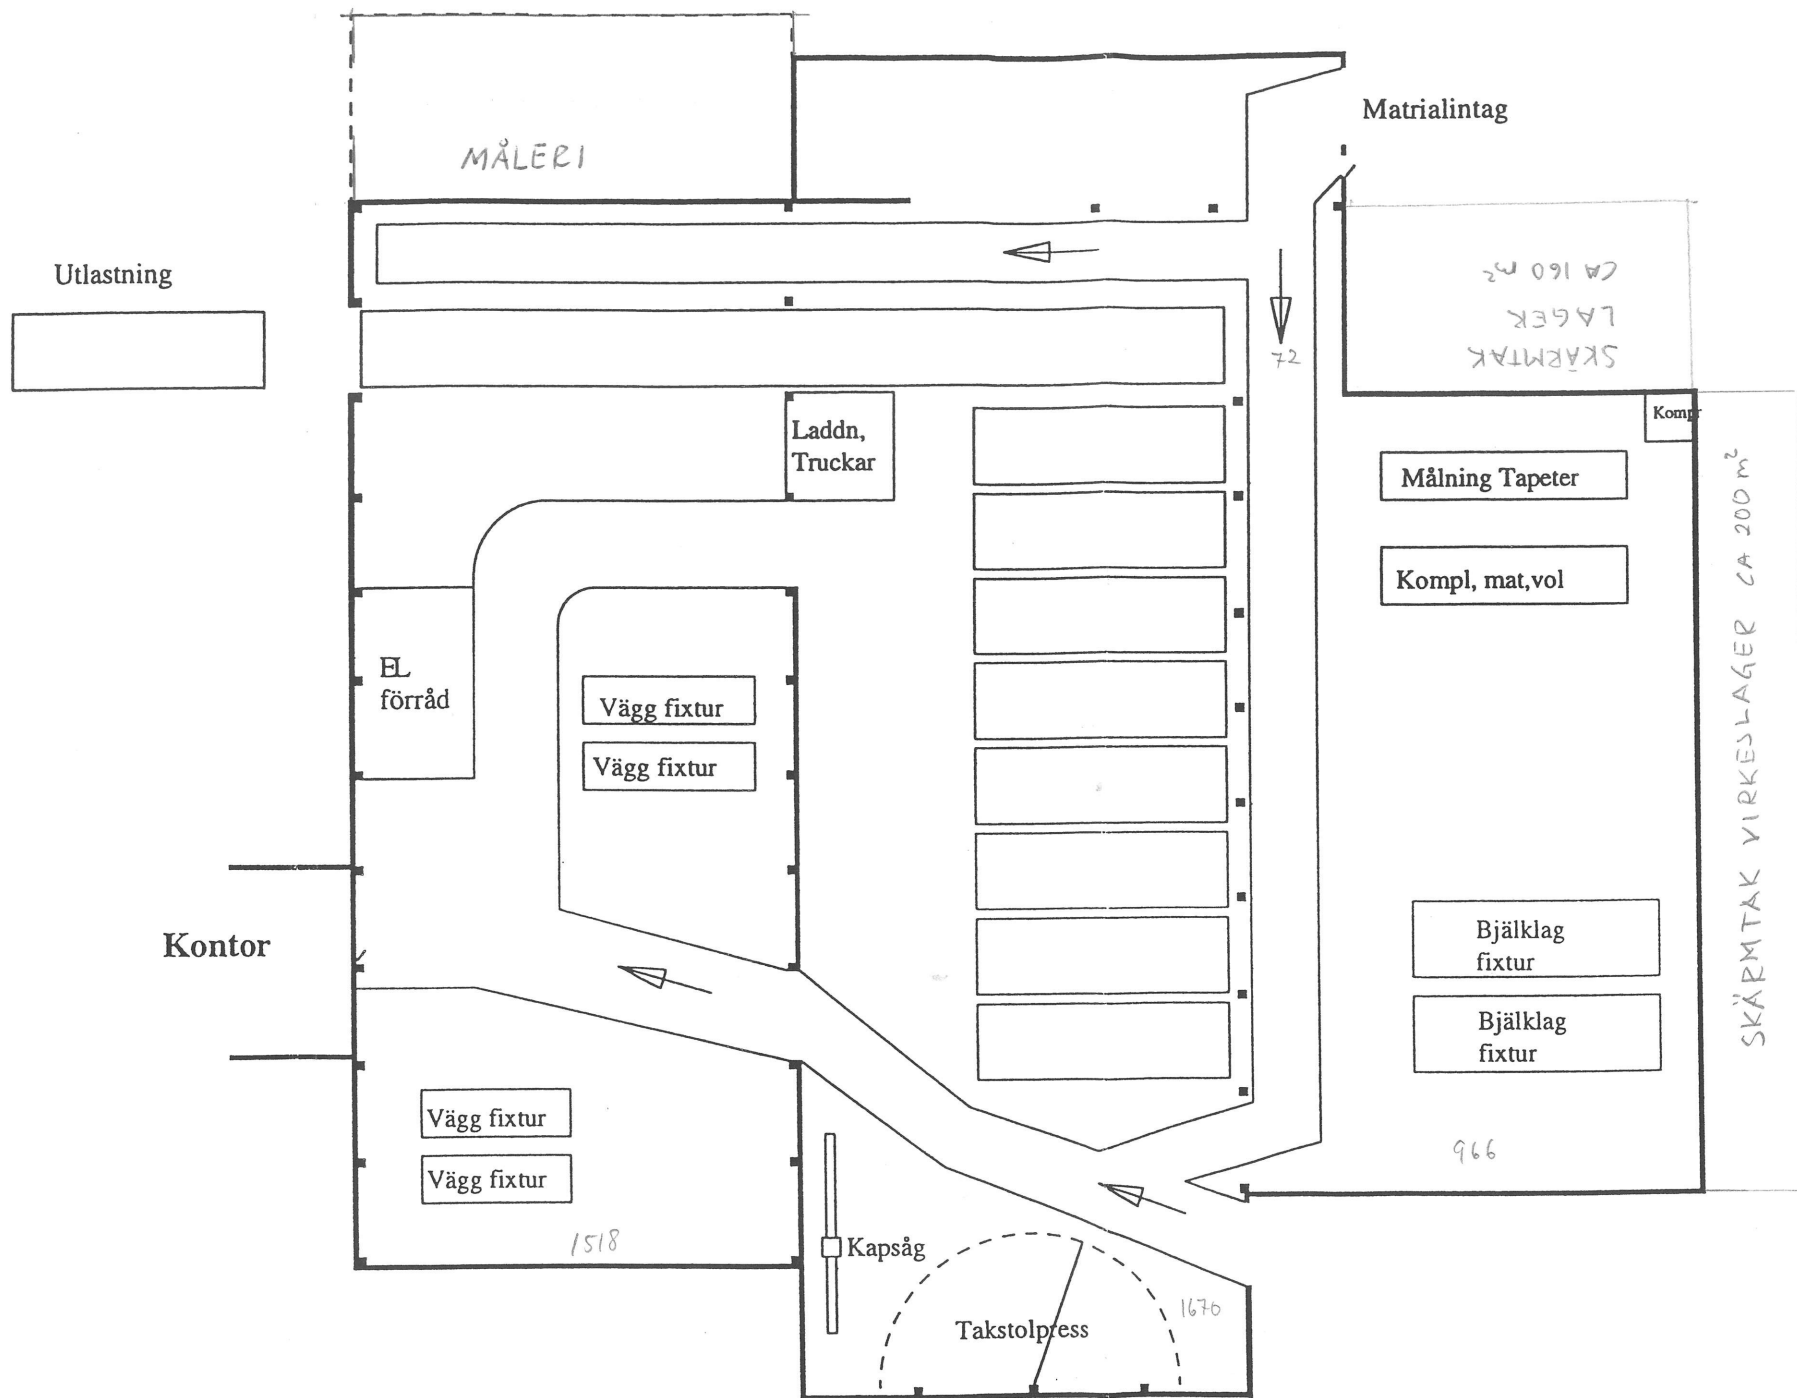 Matrialintag
MÅLERI
Utlastning
SKÄRMTAK
LAGER
CA 160 m²
72
Laddn,
Truckar
Kompr
Målning Tapeter
Kompl, mat,vol
SKÄRMTAK VIRKESLAGER CA 200 m²
EL
förråd
Vägg fixtur
Vägg fixtur
Kontor
Bjälklag
fixtur
Bjälklag
fixtur
Vägg fixtur
Vägg fixtur
966
1518
Kapsåg
1670
Takstolpress